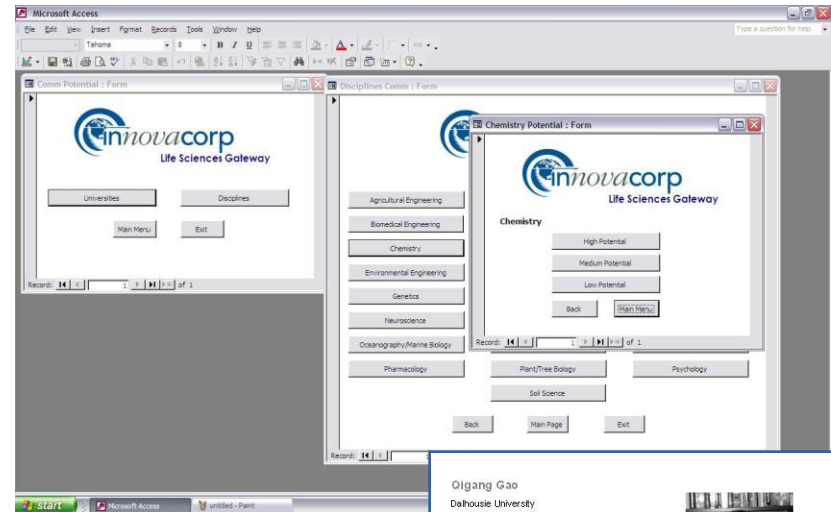 Microsoft Access
File Edit View Insert Format Records Tools Window Help
Type a question for help
Tahoma 8 B I U
Comm Potential : Form
innovacorp
Life Sciences Gateway
Universities Disciplines
Main Menu Exit
Record: 1 of 1
Disciplines Comm : Form
Agricultural Engineering
Biomedical Engineering
Chemistry
Environmental Engineering
Genetics
Neuroscience
Oceanography/Marine Biology
Pharmacology Plant/Tree Biology Psychology
Soil Science
Back Main Page Exit
Record: 1
Chemistry Potential : Form
innovacorp
Life Sciences Gateway
Chemistry
High Potential
Medium Potential
Low Potential
Back Main Menu
Record: 1 of 1
start Microsoft Access untitled - Paint
Qigang Gao
Dalhousie University